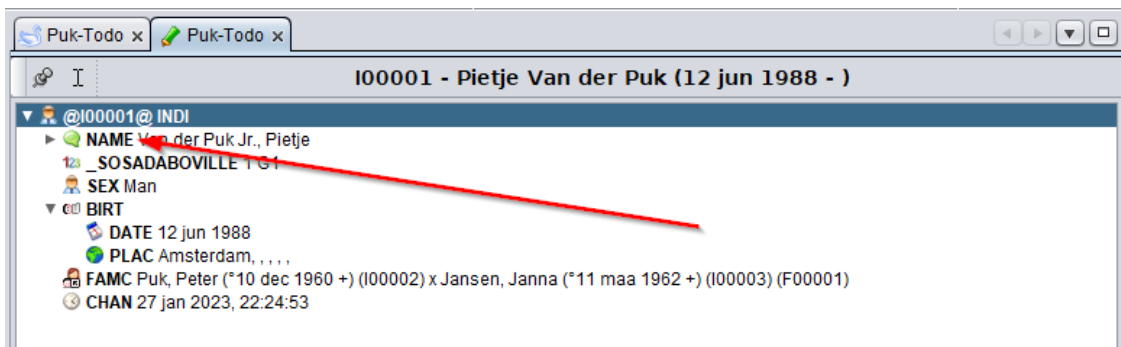 Puk-Todo x Puk-Todo x
I00001 - Pietje Van der Puk (12 jun 1988 - )
@I00001@ INDI
NAME Van der Puk Jr., Pietje
123 _SOSADABOVILLE 1 G1
SEX Man
BIRT
DATE 12 jun 1988
PLAC Amsterdam, , , , ,
FAMC Puk, Peter (°10 dec 1960 +) (I00002) x Jansen, Janna (°11 maa 1962 +) (I00003) (F00001)
CHAN 27 jan 2023, 22:24:53